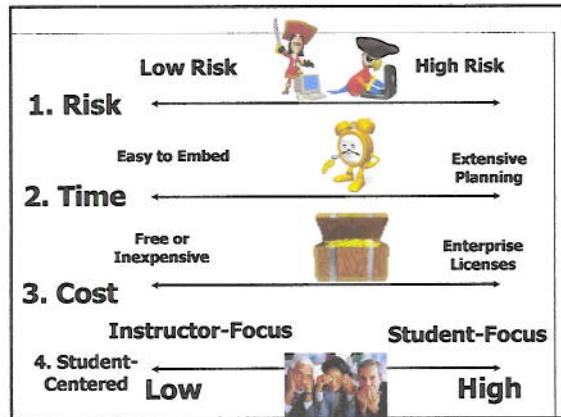 Low Risk
High Risk
1. Risk
Easy to Embed
Extensive
Planning
2. Time
Free or
Inexpensive
Enterprise
Licenses
3. Cost
Instructor-Focus
Student-Focus
4. Student-
Centered
Low
High